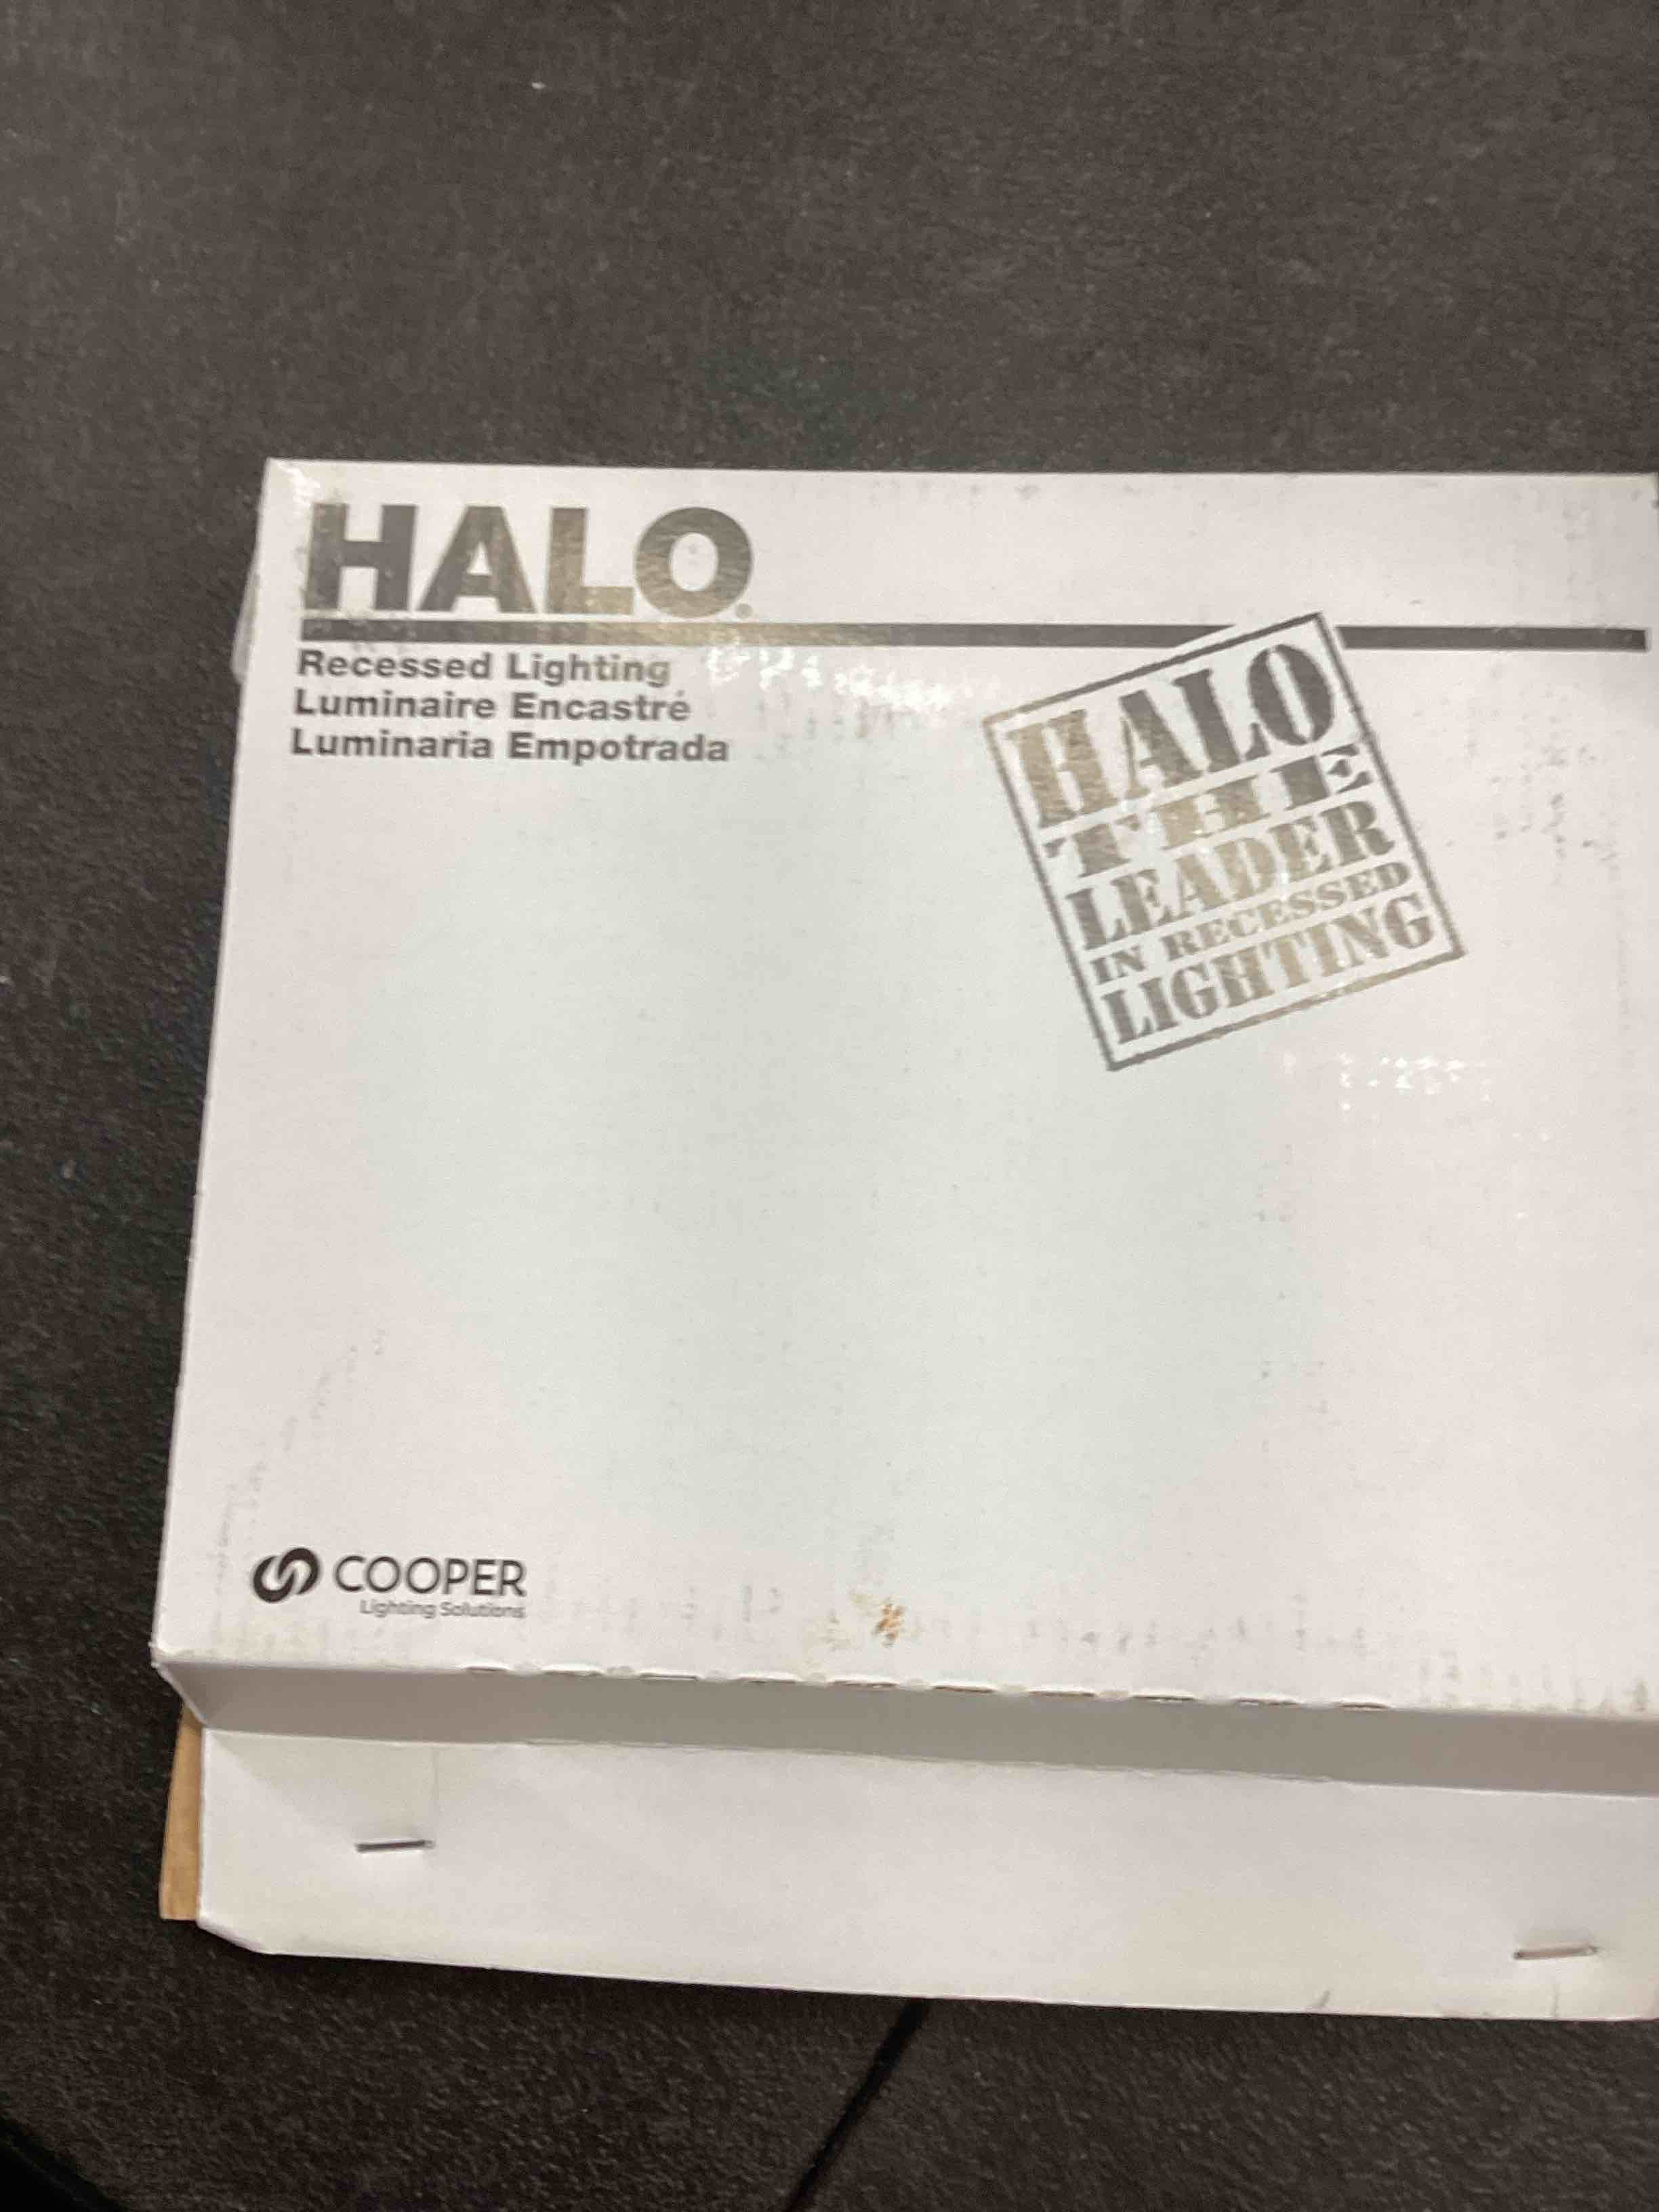 HALO®
Recessed Lighting
Luminaire Encastré
Luminaria Empotrada
HALO
THE
LEADER
IN RECESSED
LIGHTING
COOPER
Lighting Solutions